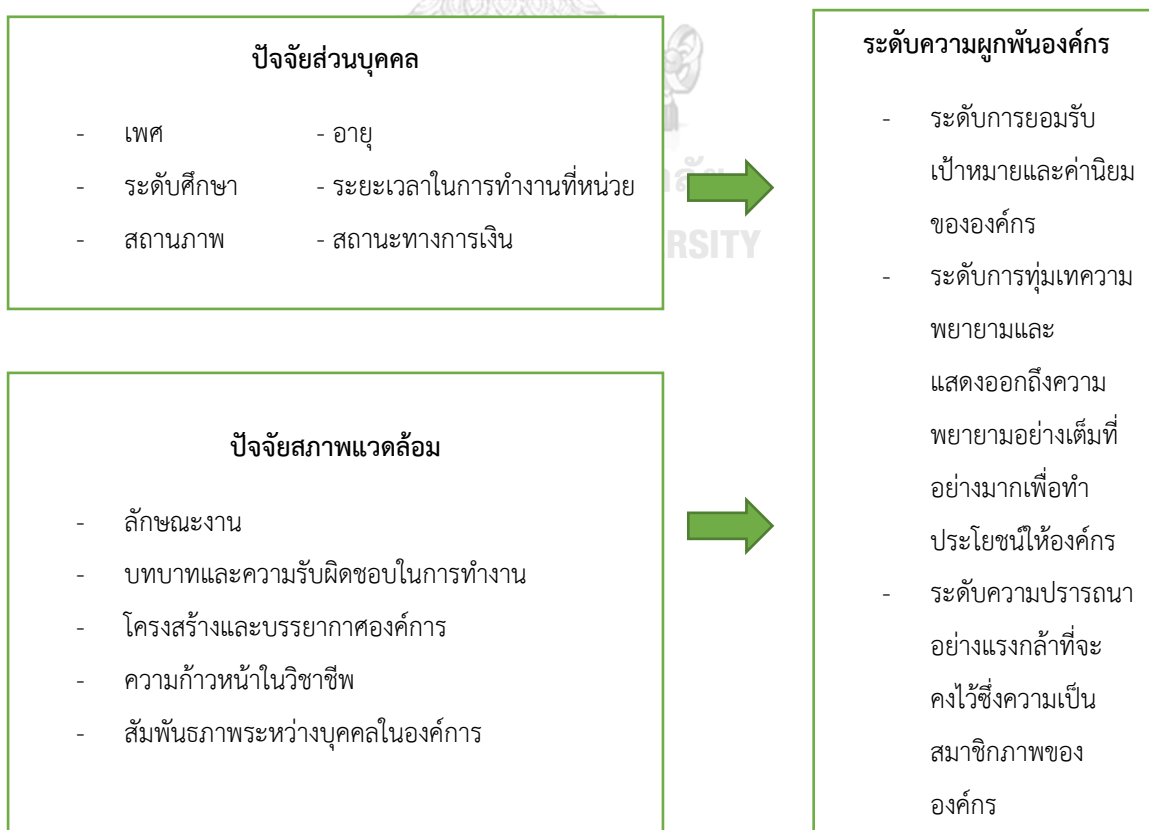 ปัจจัยส่วนบุคคล
- เพศ - อายุ
- ระดับศึกษา - ระยะเวลาในการทำงานที่หน่วย
- สถานภาพ - สถานะทางการเงิน
RSITY
ปัจจัยสภาพแวดล้อม
- ลักษณะงาน
- บทบาทและความรับผิดชอบในการทำงาน
- โครงสร้างและบรรยากาศองค์การ
- ความก้าวหน้าในวิชาชีพ
- สัมพันธภาพระหว่างบุคคลในองค์การ
ระดับความผูกพันองค์กร
- ระดับการยอมรับ
เป้าหมายและค่านิยม
ขององค์กร
- ระดับการทุ่มเทความ
พยายามและ
แสดงออกถึงความ
พยายามอย่างเต็มที่
อย่างมากเพื่อทำ
ประโยชน์ให้องค์กร
- ระดับความปรารถนา
อย่างแรงกล้าที่จะ
คงไว้ซึ่งความเป็น
สมาชิกภาพของ
องค์กร